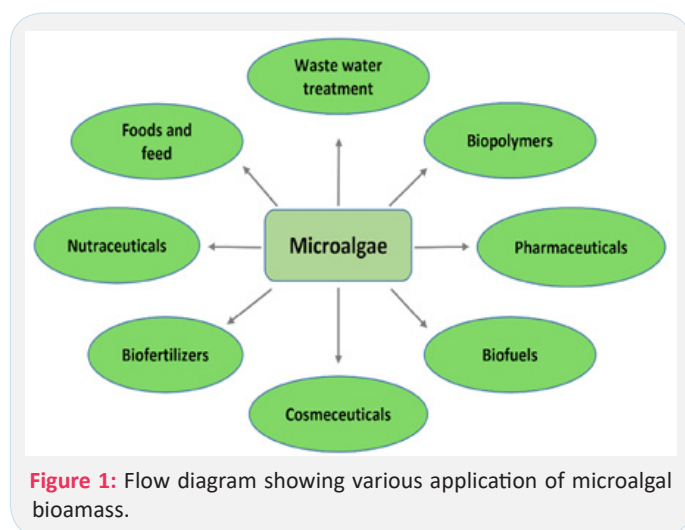 Waste water
treatment
Foods and
feed
Biopolymers
Nutraceuticals
Microalgae
Pharmaceuticals
Biofertilizers
Biofuels
Cosmeceuticals
Figure 1: Flow diagram showing various application of microalgal
bioamass.